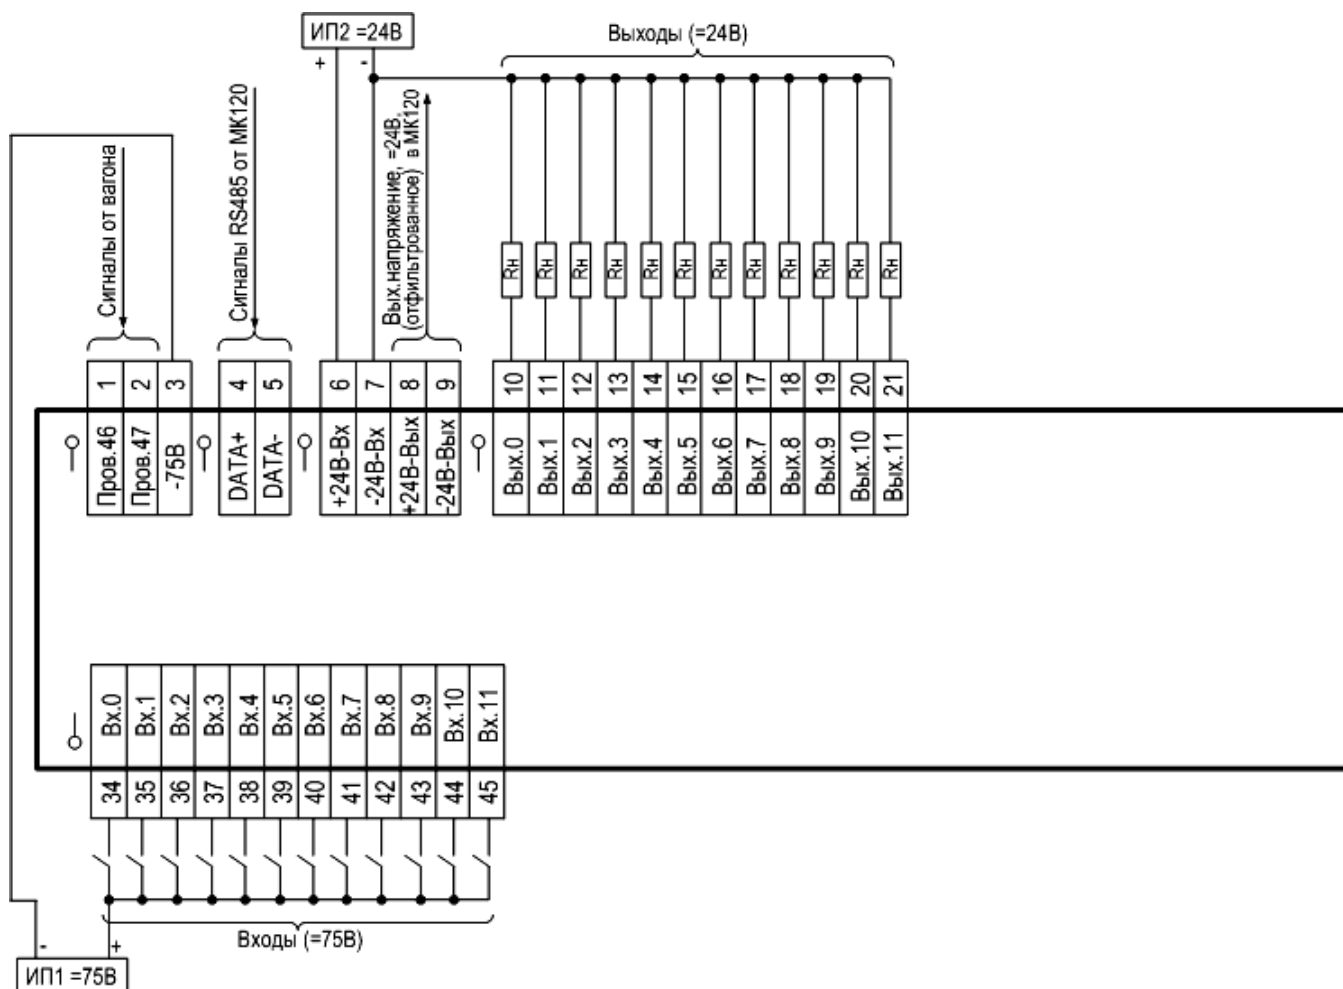 ИП2 =24В
+
-
Выходы (=24В)
Сигналы от вагона
Сигналы RS485 от МК120
Вых.напряжение, =24В,
(отфильтрованное) в МК120
Rн
Rн
Rн
Rн
Rн
Rн
Rн
Rн
Rн
Rн
Rн
Rн
1
2
3
4
5
6
7
8
9
10
11
12
13
14
15
16
17
18
19
20
21
Пров.46
Пров.47
-75В
DATA+
DATA-
+24В-Вх
-24В-Вх
+24В-Вых
-24В-Вых
Вых.0
Вых.1
Вых.2
Вых.3
Вых.4
Вых.5
Вых.6
Вых.7
Вых.8
Вых.9
Вых.10
Вых.11
Вх.0
Вх.1
Вх.2
Вх.3
Вх.4
Вх.5
Вх.6
Вх.7
Вх.8
Вх.9
Вх.10
Вх.11
34
35
36
37
38
39
40
41
42
43
44
45
Входы (=75В)
-
+
ИП1 =75В